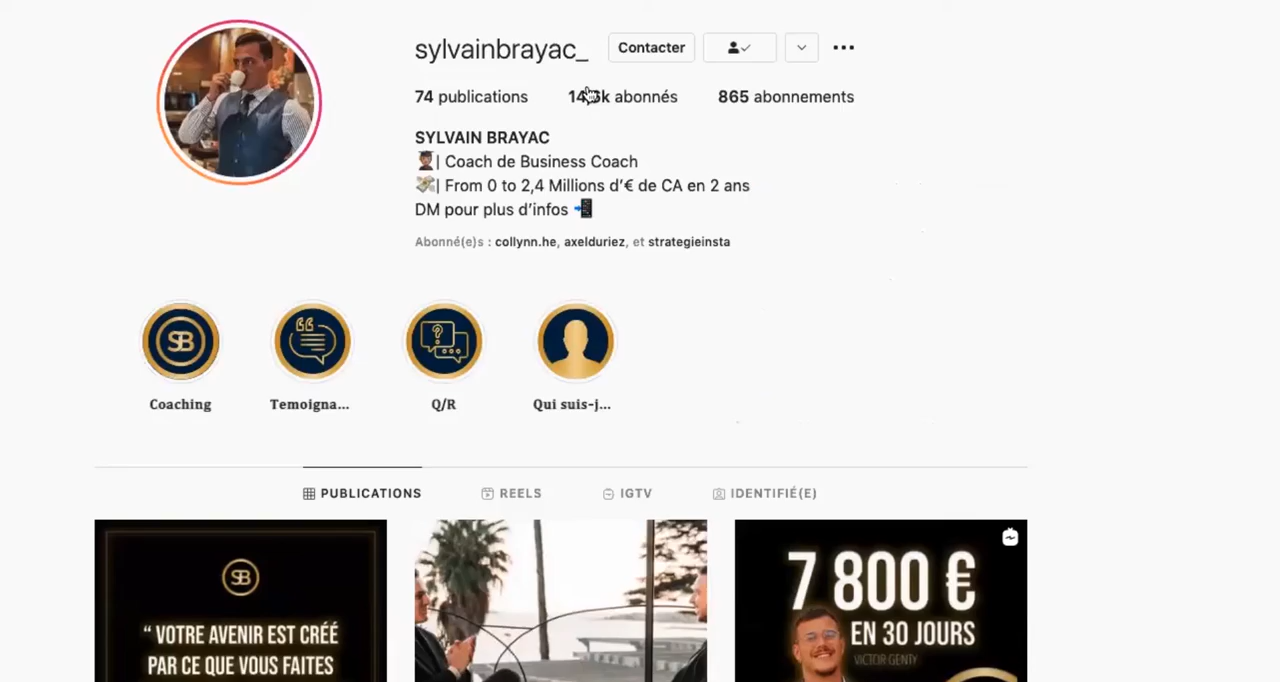 sylvainbrayac_ Contacter
74 publications abonnés 865 abonnements
SYLVAIN BRAYAC
| Coach de Business Coach
| From 0 to 2,4 Millions d’€ de CA en 2 ans
DM pour plus d’infos
Abonné(e)s : collynn.he, axelduriez, et strategieinsta
SB
Coaching Temoigna... Q/R Qui suis-j...
PUBLICATIONS REELS IGTV IDENTIFIÉ(E)
SB
“ VOTRE AVENIR EST CRÉÉ
PAR CE QUE VOUS FAITES
7 800 €
EN 30 JOURS
VICTOR GENTY